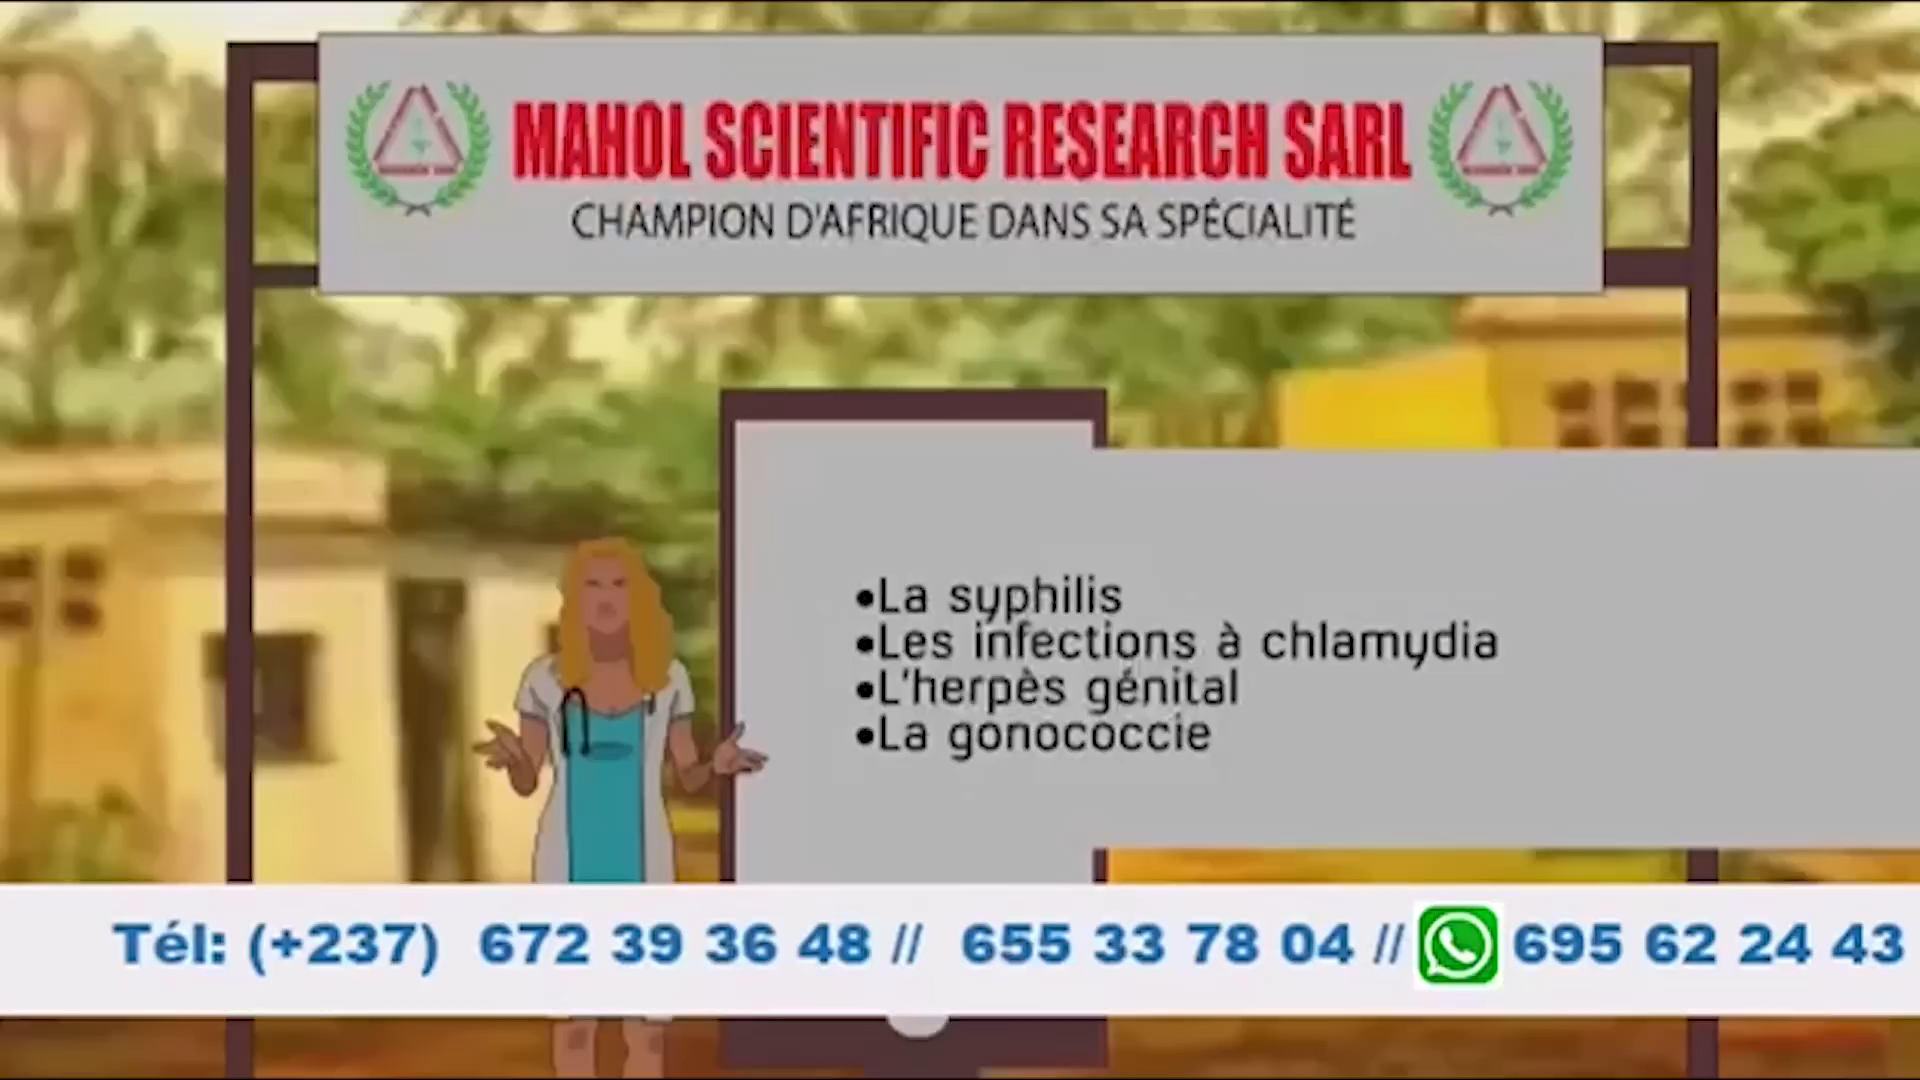 MAHOL SCIENTIFIC RESEARCH SARL
CHAMPION D'AFRIQUE DANS SA SPÉCIALITÉ
•La syphilis
•Les infections à chlamydia
•L'herpès génital
•La gonococcie
Tél: (+237) 672 39 36 48 // 655 33 78 04 // 695 62 24 43